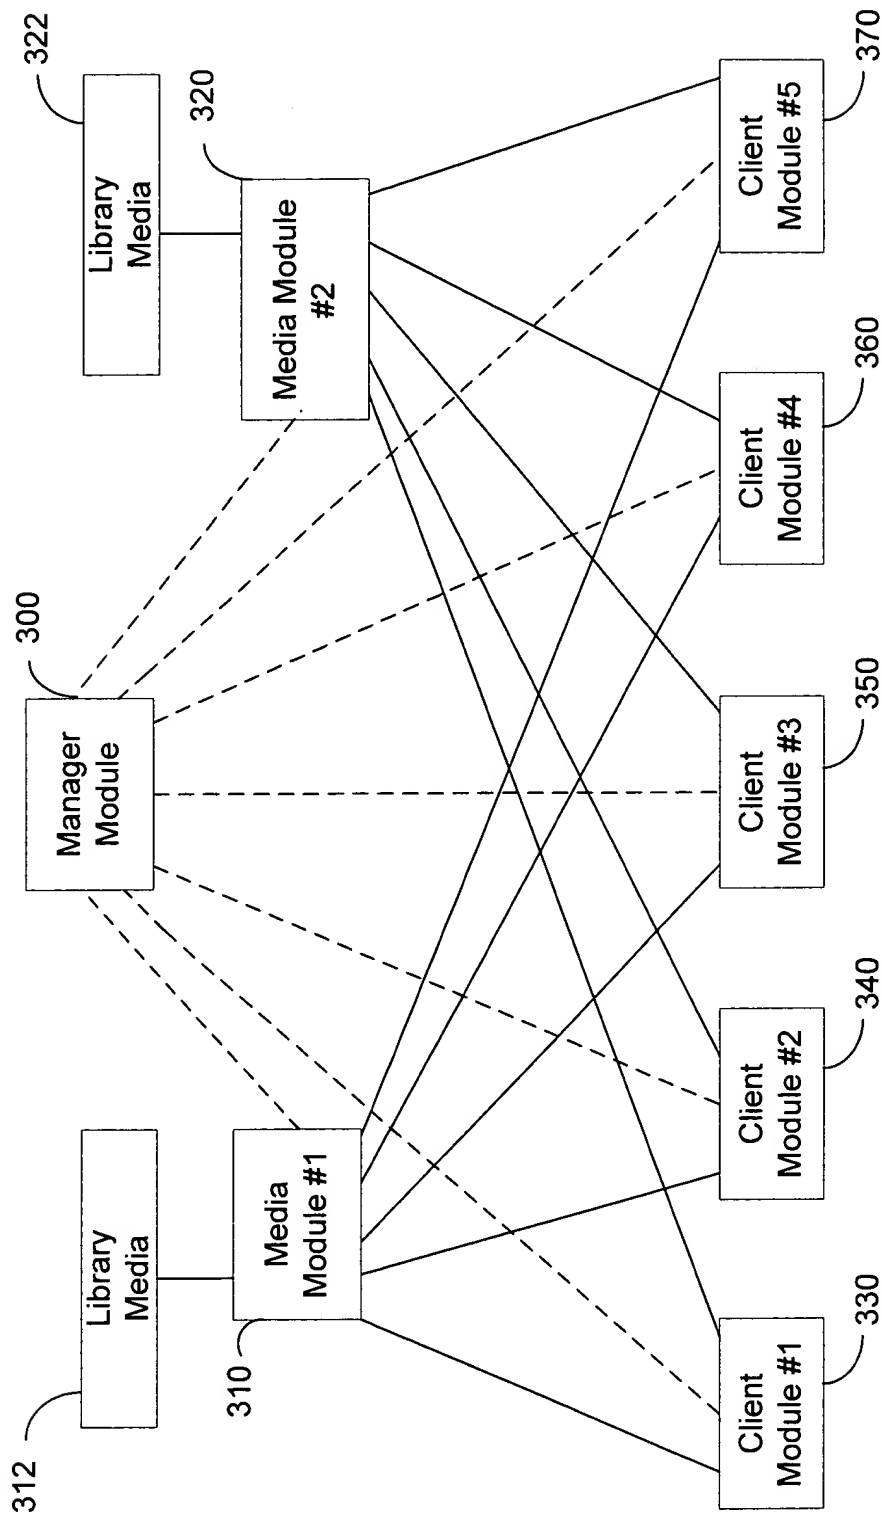 312
Library
Media
310
Media
Module #1
300
Manager
Module
322
Library
Media
320
Media Module
#2
Client
Module #1
330
Client
Module #2
340
Client
Module #3
350
Client
Module #4
360
Client
Module #5
370